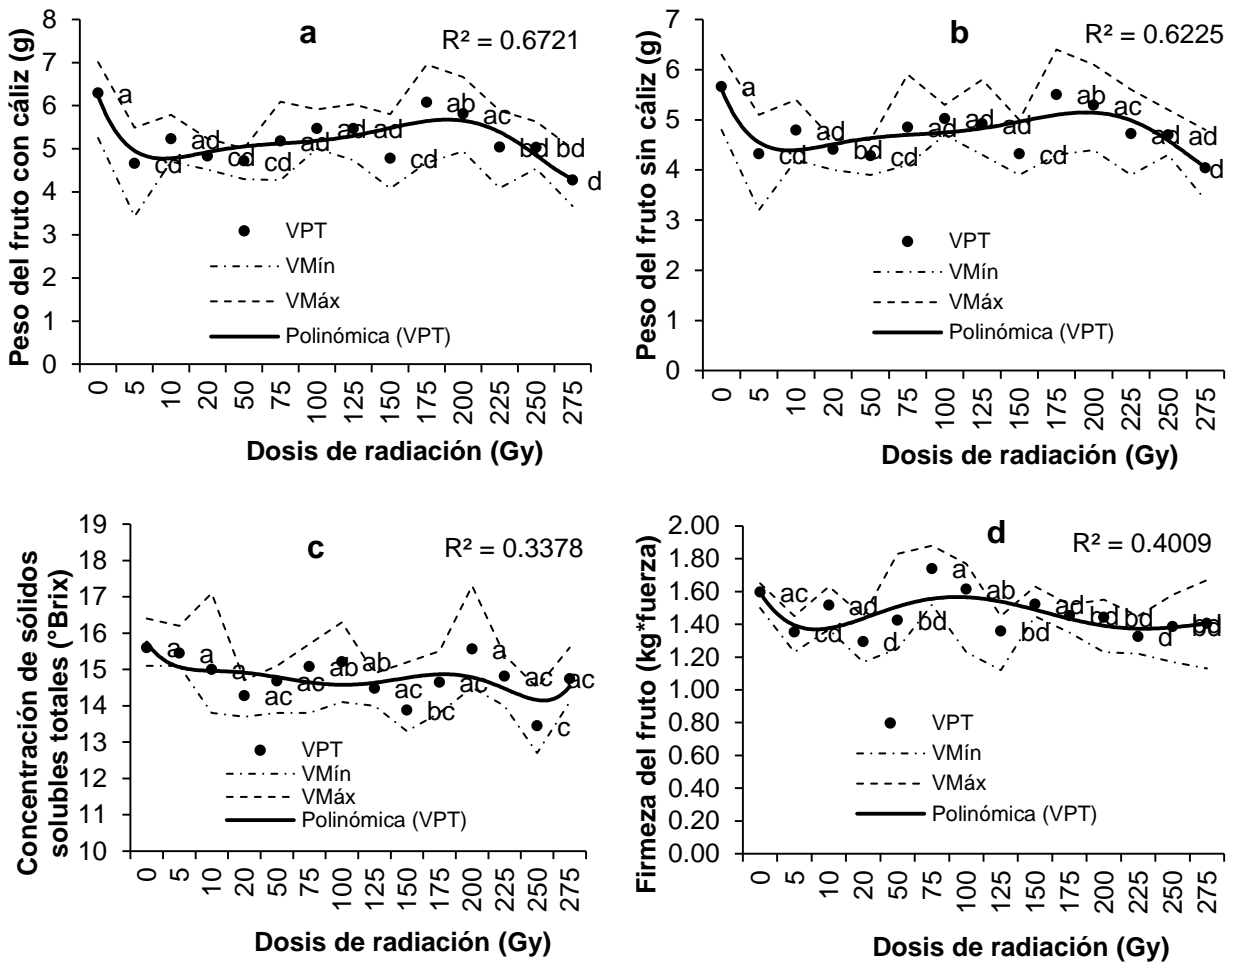 a
R² = 0.6721
Peso del fruto con cáliz (g)
8
7
6
5
4
3
2
1
0
a
cd
ad
cd
cd
ad
ad
ad
cd
ab
ac
bd
bd
d
VPT
VMín
VMáx
Polinómica (VPT)
0 5 10 20 50 75 100 125 150 175 200 225 250 275
Dosis de radiación (Gy)
b
R² = 0.6225
Peso del fruto sin cáliz (g)
7
6
5
4
3
2
1
0
a
cd
ad
bd
cd
ad
ad
ad
cd
ab
ac
ad
ad
d
VPT
VMín
VMáx
Polinómica (VPT)
0 5 10 20 50 75 100 125 150 175 200 225 250 275
Dosis de radiación (Gy)
c
R² = 0.3378
Concentración de sólidos
solubles totales (°Brix)
19
18
17
16
15
14
13
12
11
10
a
a
a
ac
ac
ab
ab
ac
bc
ac
a
ac
c
ac
VPT
VMín
VMáx
Polinómica (VPT)
0 5 10 20 50 75 100 125 150 175 200 225 250 275
Dosis de radiación (Gy)
d
R² = 0.4009
Firmeza del fruto (kg*fuerza)
2.00
1.80
1.60
1.40
1.20
1.00
0.80
0.60
0.40
0.20
0.00
ac
cd
ad
d
bd
a
ab
bd
ad
bd
bd
d
bd
VPT
VMín
VMáx
Polinómica (VPT)
0 5 10 20 50 75 100 125 150 175 200 225 250 275
Dosis de radiación (Gy)